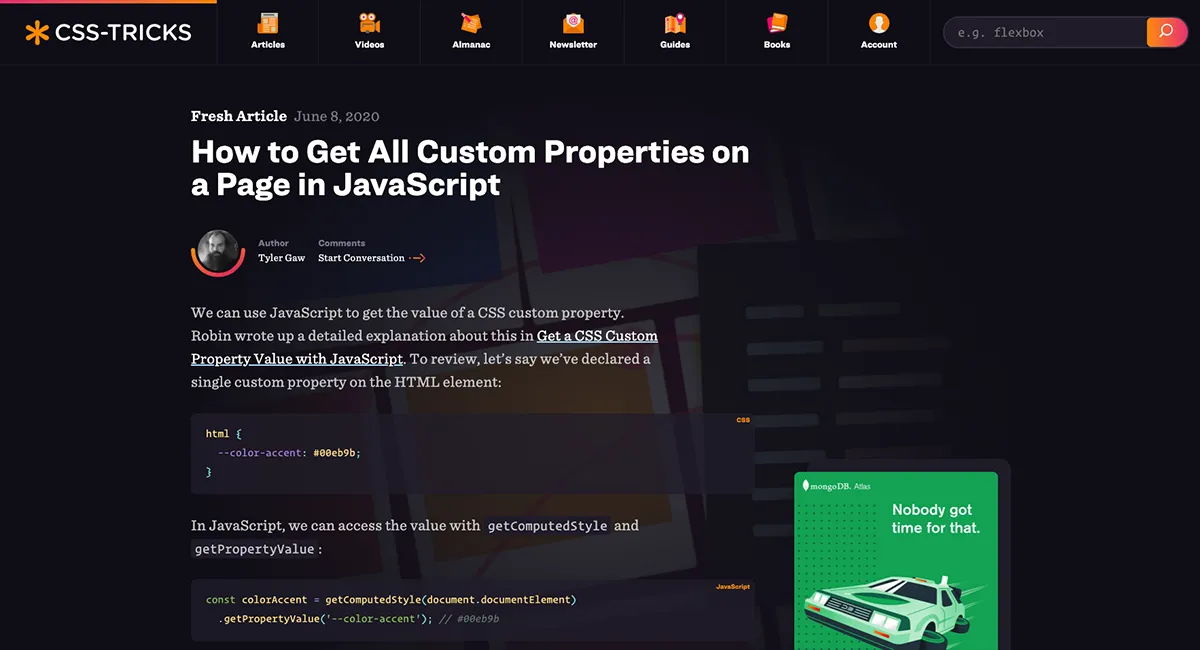 CSS-TRICKS
Articles
Videos
Almanac
Newsletter
Guides
Books
Account
e.g. flexbox
Fresh Article June 8, 2020
How to Get All Custom Properties on
a Page in JavaScript
Author
Tyler Gaw
Comments
Start Conversation
We can use JavaScript to get the value of a CSS custom property.
Robin wrote up a detailed explanation about this in Get a CSS Custom
Property Value with JavaScript. To review, let’s say we’ve declared a
single custom property on the HTML element:
CSS
html {
--color-accent: #00eb9b;
}
In JavaScript, we can access the value with getComputedStyle and
getPropertyValue:
JavaScript
const colorAccent = getComputedStyle(document.documentElement)
.getPropertyValue('--color-accent'); // #00eb9b
mongoDB. Atlas
Nobody got
time for that.